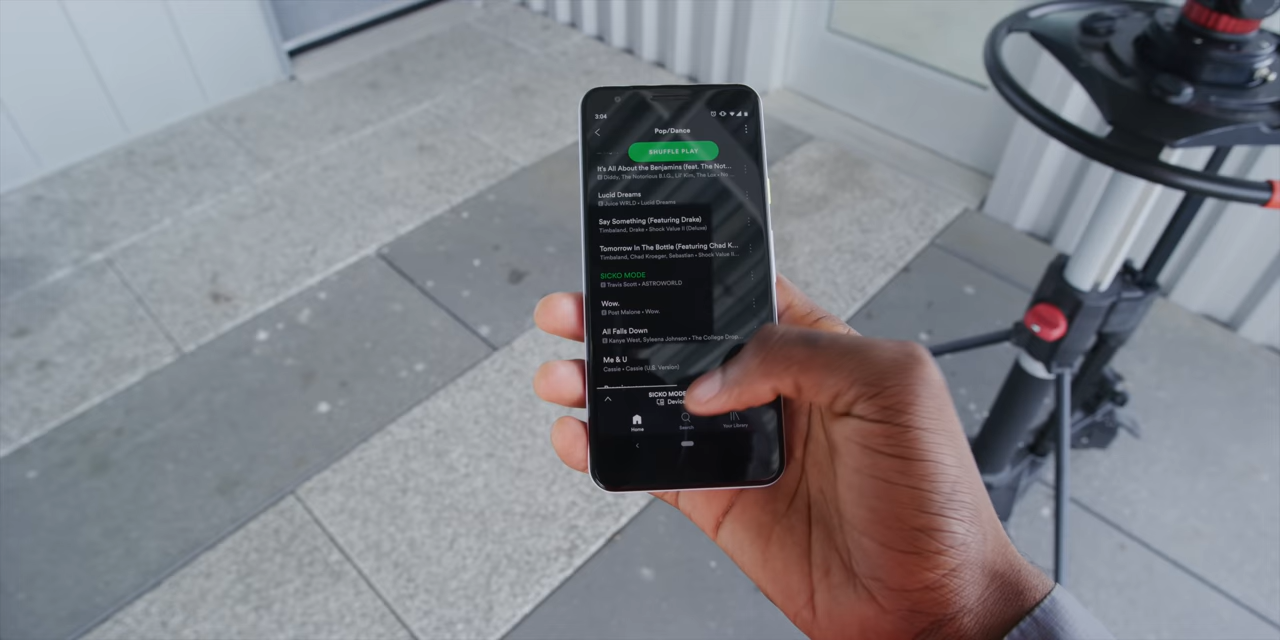 3:04
Pop/Dance
SHUFFLE PLAY
It's All About the Benjamins (feat. The Not...
Diddy, The Notorious B.I.G., Lil' Kim, The Lox • No ...
Lucid Dreams
Juice WRLD • Lucid Dreams
Say Something (Featuring Drake)
Timbaland, Drake • Shock Value II (Deluxe)
Tomorrow In The Bottle (Featuring Chad K...
Timbaland, Chad Kroeger, Sebastian • Shock Value II...
SICKO MODE
Travis Scott • ASTROWORLD
Wow.
Post Malone • Wow.
All Falls Down
Kanye West, Syleena Johnson • The College Drop...
Me & U
Cassie • Cassie (U.S. Version)
SICKO MODE
Devic
Home
Search
Your Library